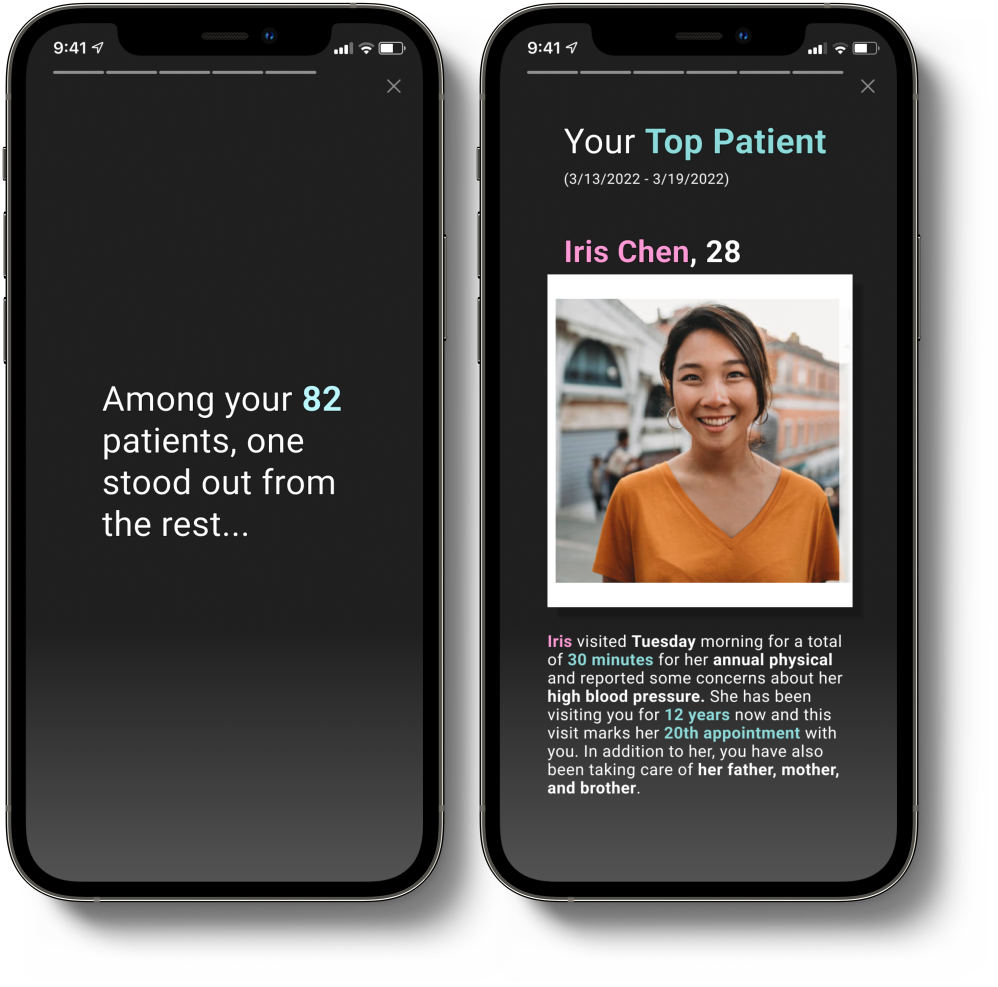 9:41
Among your 82
patients, one
stood out from
the rest...
9:41
Your Top Patient
(3/13/2022 - 3/19/2022)
Iris Chen, 28
Iris visited Tuesday morning for a total
of 30 minutes for her annual physical
and reported some concerns about her
high blood pressure. She has been
visiting you for 12 years now and this
visit marks her 20th appointment with
you. In addition to her, you have also
been taking care of her father, mother,
and brother.